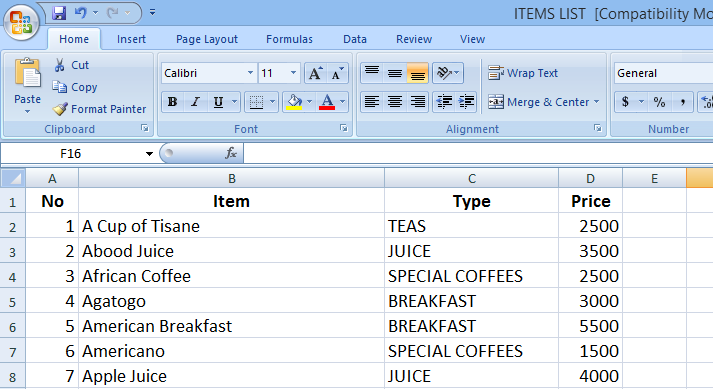 ITEMS LIST [Compatibility Mo
Home Insert Page Layout Formulas Data Review View
Paste Cut Copy Format Painter
Calibri 11 A A Wrap Text General
B I U A Merge & Center $ % ,
Clipboard Font Alignment Number
F16 fx
A B C D E
1 No Item Type Price
2 1 A Cup of Tisane TEAS 2500
3 2 Abood Juice JUICE 3500
4 3 African Coffee SPECIAL COFFEES 2500
5 4 Agatogo BREAKFAST 3000
6 5 American Breakfast BREAKFAST 5500
7 6 Americano SPECIAL COFFEES 1500
8 7 Apple Juice JUICE 4000